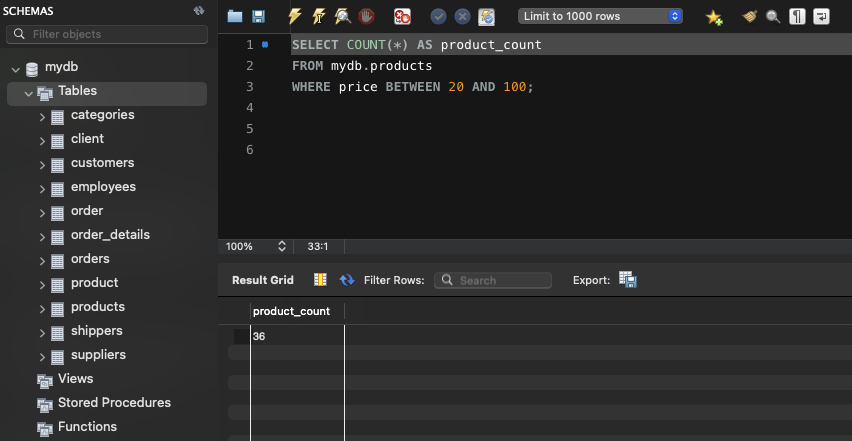 SCHEMAS
Filter objects
mydb
Tables
categories
client
customers
employees
order
order_details
orders
product
products
shippers
suppliers
Views
Stored Procedures
Functions
Limit to 1000 rows
1 SELECT COUNT(*) AS product_count
2 FROM mydb.products
3 WHERE price BETWEEN 20 AND 100;
4
5
6
100% 33:1
Result Grid Filter Rows: Search Export:
product_count
36